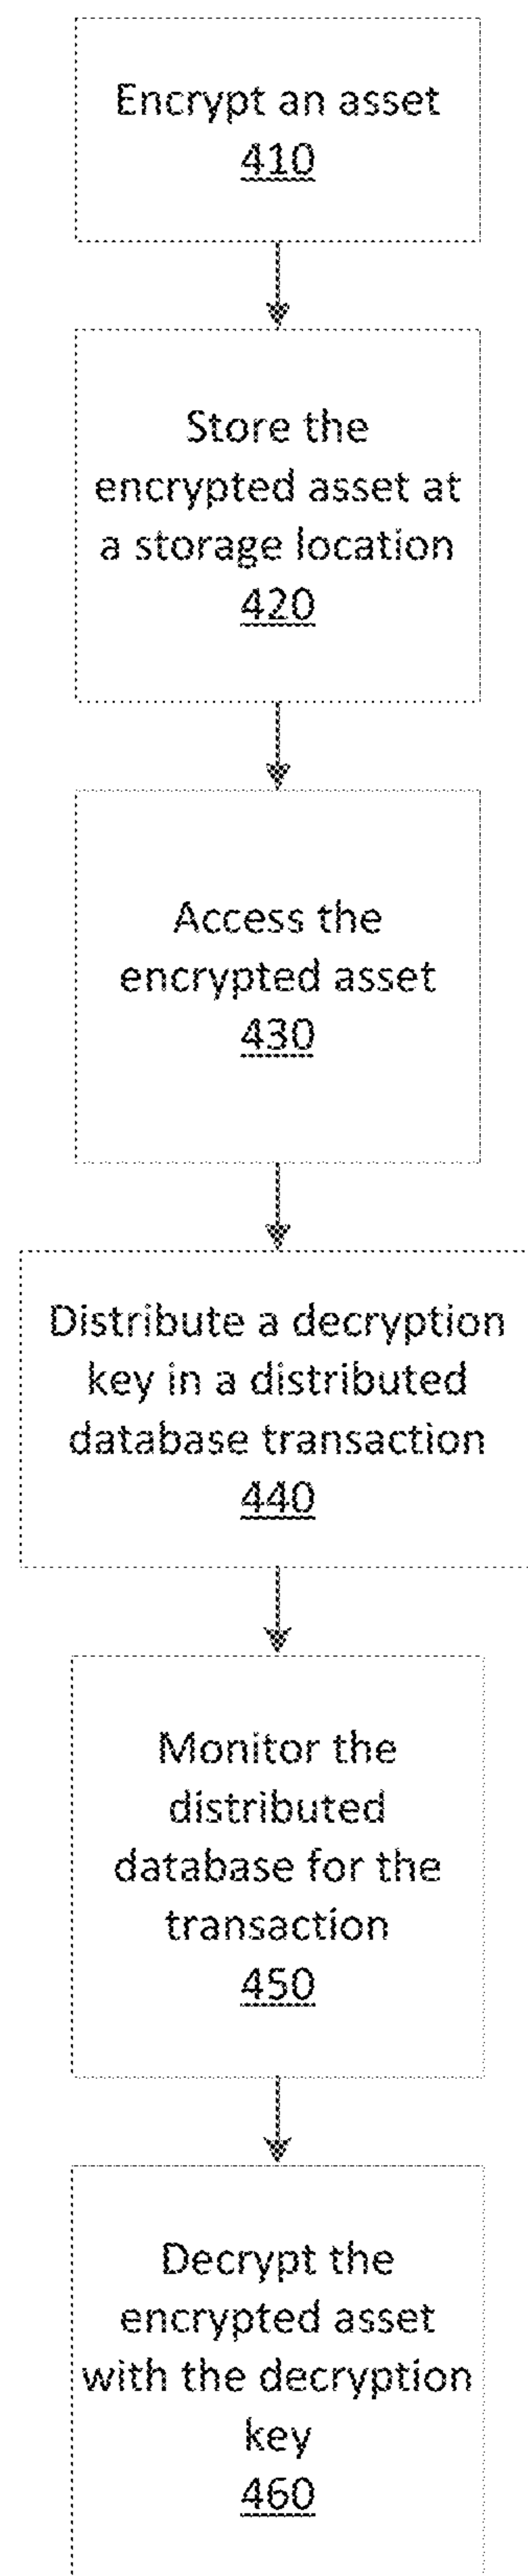 Encrypt an asset
410
Store the
encrypted asset at
a storage location
420
Access the
encrypted asset
430
Distribute a decryption
key in a distributed
database transaction
440
Monitor the
distributed
database for the
transaction
450
Decrypt the
encrypted asset
with the decryption
key
460